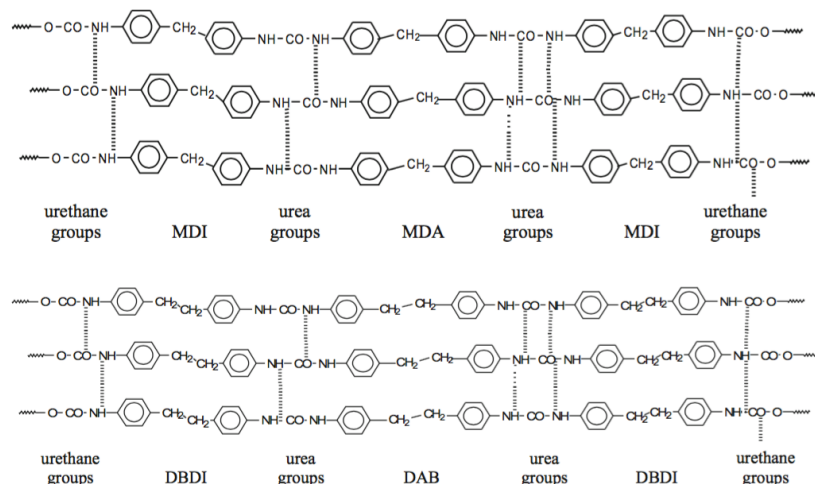 O–CO–NH CH2 NH–CO–NH CH2 NH–CO–NH CH2 NH–CO–O
O–CO–NH CH2 NH–CO–NH CH2 NH–CO–NH CH2 NH–CO–O
O–CO–NH CH2 NH–CO–NH CH2 NH–CO–NH CH2 NH–CO–O
urethane urea urea urethane
groups MDI groups MDA groups MDI groups
O–CO–NH CH2–CH2 NH–CO–NH CH2–CH2 NH–CO–NH CH2–CH2 NH–CO–O
O–CO–NH CH2–CH2 NH–CO–NH CH2–CH2 NH–CO–NH CH2–CH2 NH–CO–O
O–CO–NH CH2–CH2 NH–CO–NH CH2–CH2 NH–CO–NH CH2–CH2 NH–CO–O
urethane urea urea urethane
groups DBDI groups DAB groups DBDI groups